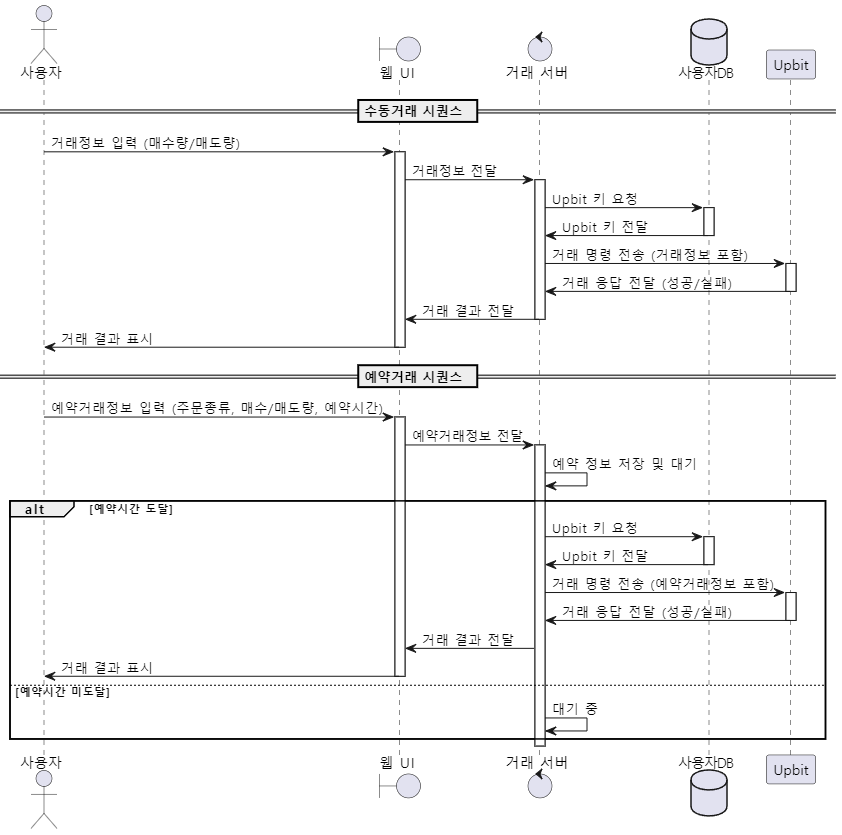 사용자
웹 UI
거래 서버
사용자DB
Upbit
수동거래 시퀀스
거래정보 입력 (매수량/매도량)
거래정보 전달
Upbit 키 요청
Upbit 키 전달
거래 명령 전송 (거래정보 포함)
거래 응답 전달 (성공/실패)
거래 결과 전달
거래 결과 표시
예약거래 시퀀스
예약거래정보 입력 (주문종류, 매수/매도량, 예약시간)
예약거래정보 전달
예약 정보 저장 및 대기
alt [예약시간 도달]
Upbit 키 요청
Upbit 키 전달
거래 명령 전송 (예약거래정보 포함)
거래 응답 전달 (성공/실패)
거래 결과 전달
거래 결과 표시
[예약시간 미도달]
대기 중
사용자
웹 UI
거래 서버
사용자DB
Upbit